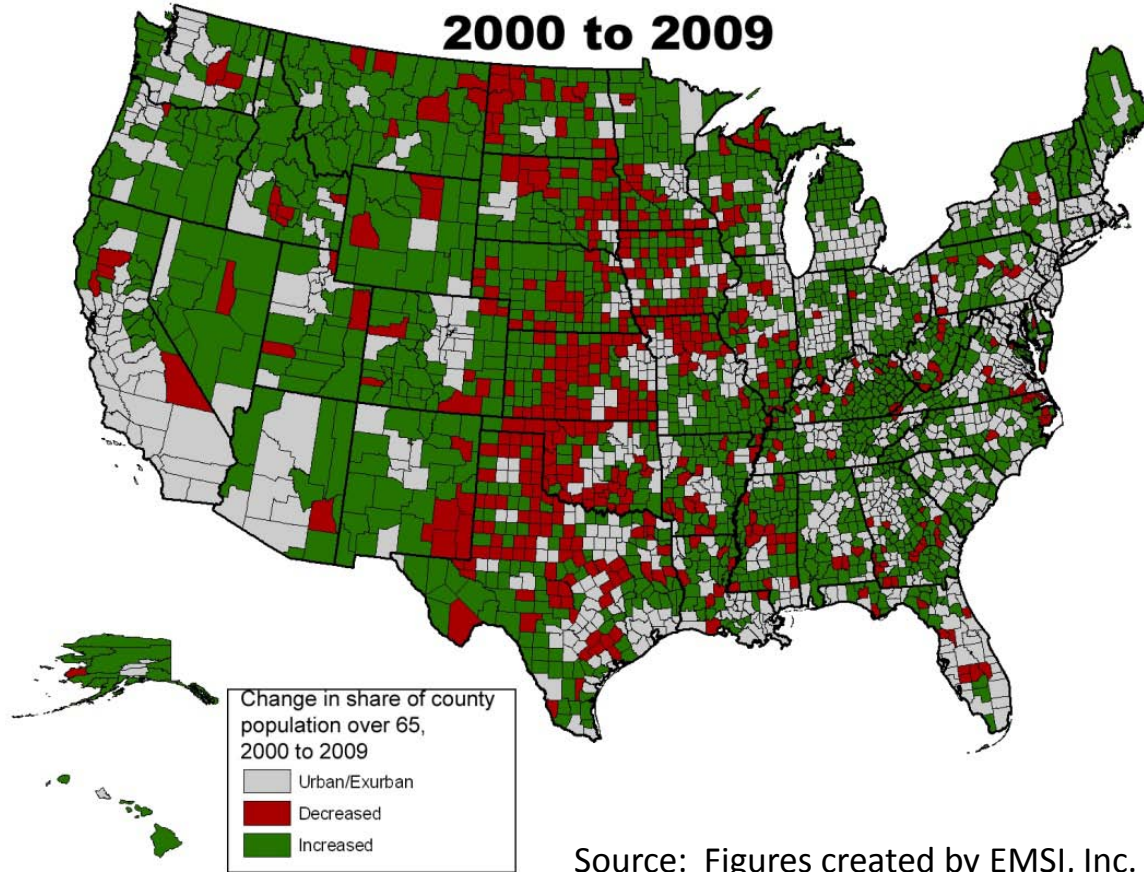 2000 to 2009
Change in share of county
population over 65,
2000 to 2009
Urban/Exurban
Decreased
Increased
Source:  Figures created by EMSI, Inc.